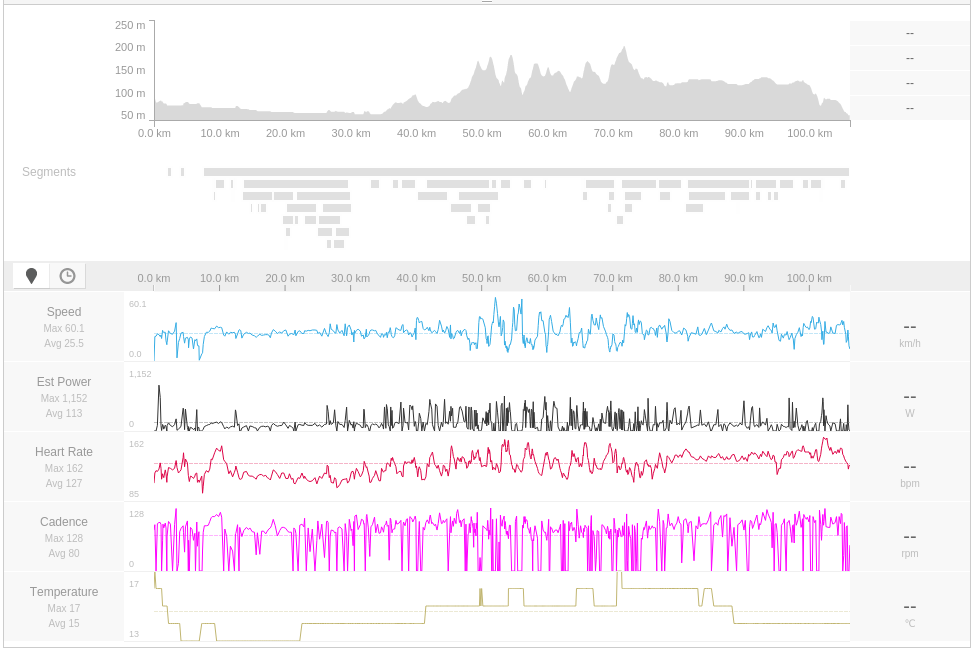 250 m
200 m
150 m
100 m
50 m
--
--
--
--
0.0 km 10.0 km 20.0 km 30.0 km 40.0 km 50.0 km 60.0 km 70.0 km 80.0 km 90.0 km 100.0 km
Segments
0.0 km 10.0 km 20.0 km 30.0 km 40.0 km 50.0 km 60.0 km 70.0 km 80.0 km 90.0 km 100.0 km
Speed
Max 60.1
Avg 25.5
60.1
0.0
--
km/h
Est Power
Max 1,152
Avg 113
1,152
0
--
W
Heart Rate
Max 162
Avg 127
162
85
--
bpm
Cadence
Max 128
Avg 80
128
0
--
rpm
Temperature
Max 17
Avg 15
17
13
--
℃